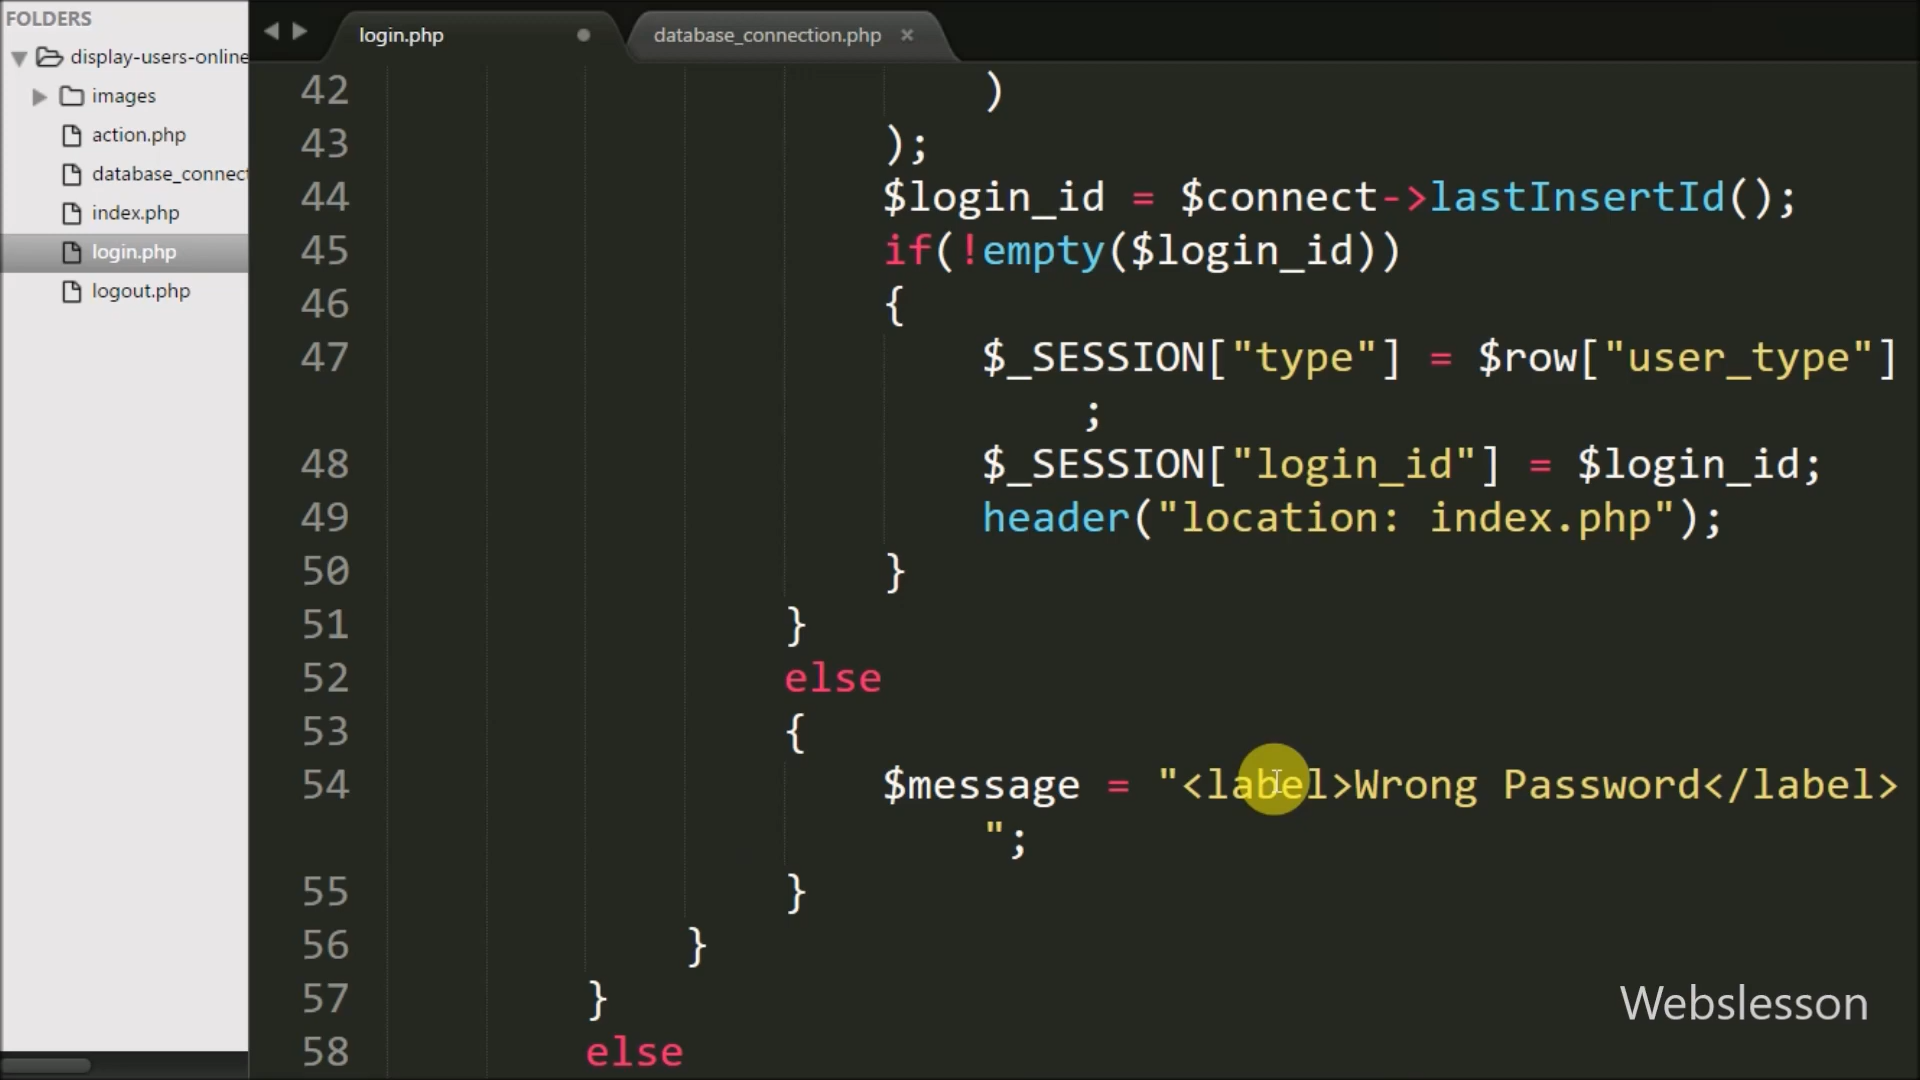 FOLDERS
display-users-online
images
action.php
database_connect
index.php
login.php
logout.php
login.php
database_connection.php
42 )
43 );
44 $login_id = $connect->lastInsertId();
45 if(!empty($login_id))
46 {
47 $_SESSION["type"] = $row["user_type"]
;
48 $_SESSION["login_id"] = $login_id;
49 header("location: index.php");
50 }
51 }
52 else
53 {
54 $message = "<label>Wrong Password</label>
";
55 }
56 }
57 }
58 else
Webslesson